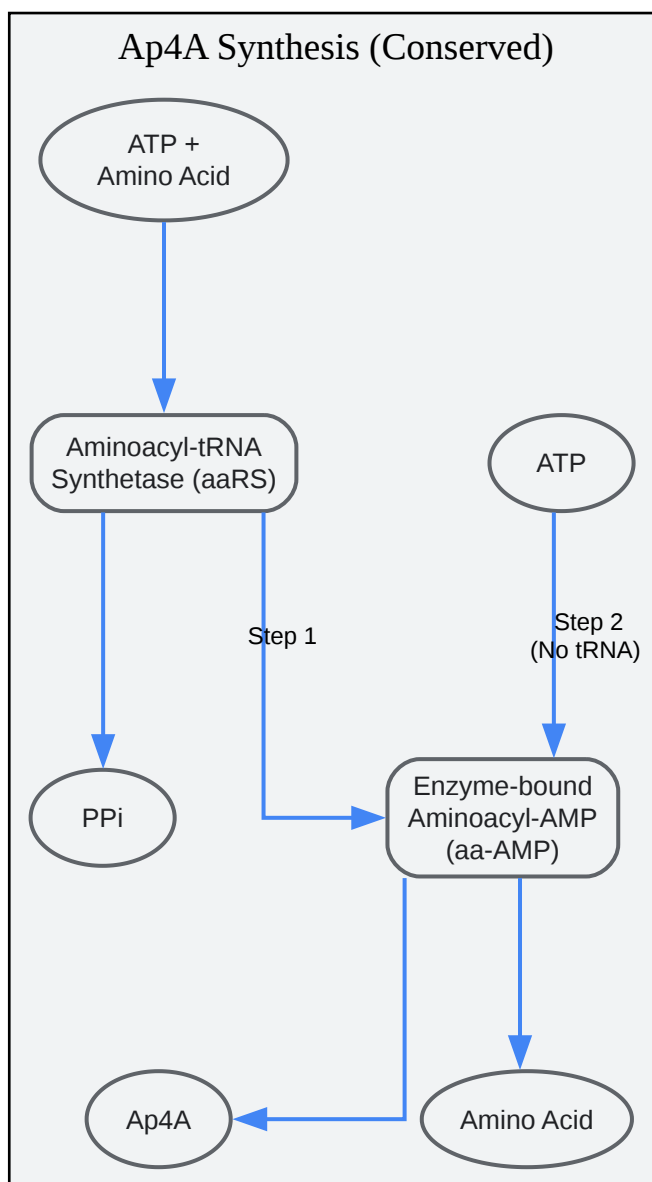 Ap4A Synthesis (Conserved)
ATP +
Amino Acid
Aminoacyl-tRNA
Synthetase (aaRS)
ATP
Step 1
Step 2
(No tRNA)
PPi
Enzyme-bound
Aminoacyl-AMP
(aa-AMP)
Ap4A
Amino Acid